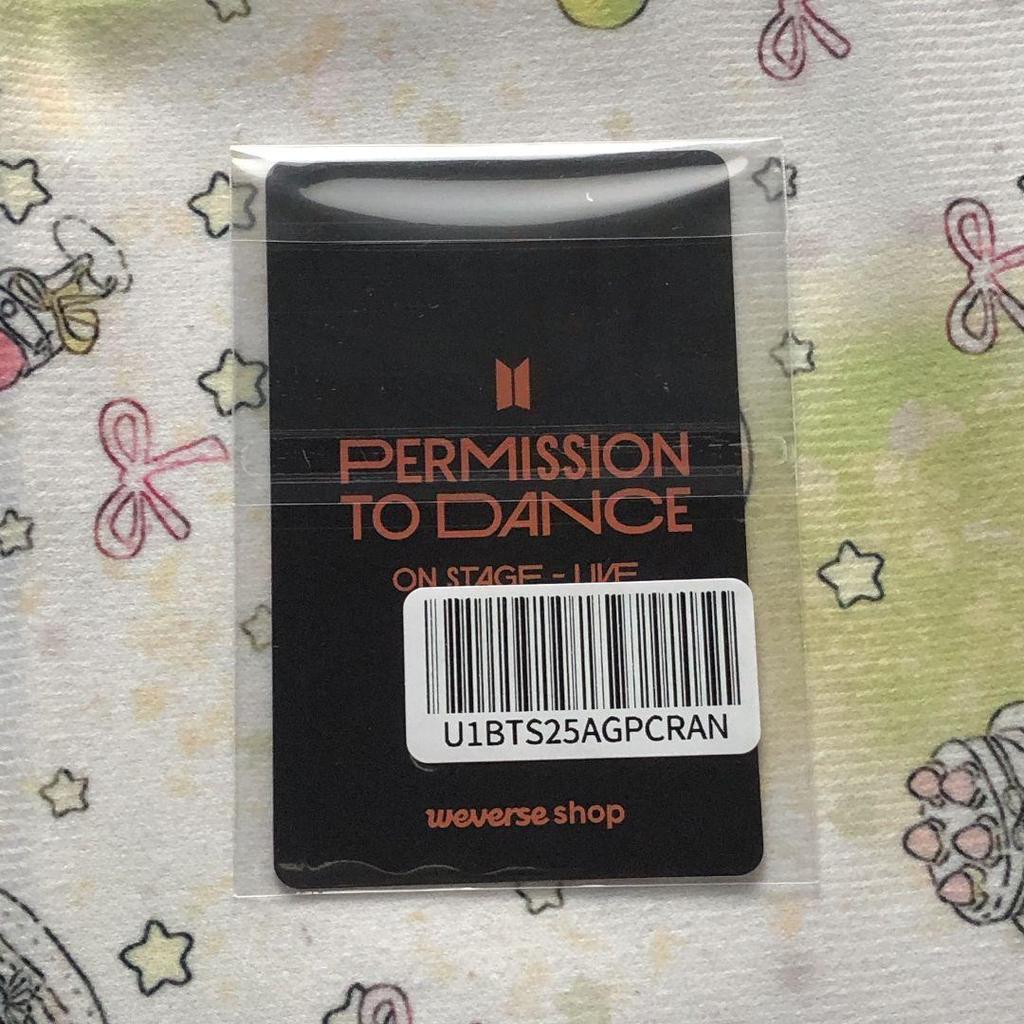 PERMISSION
TO DANCE
ON STAGE - LIVE
U1BTS25AGPCRAN
weverse shop